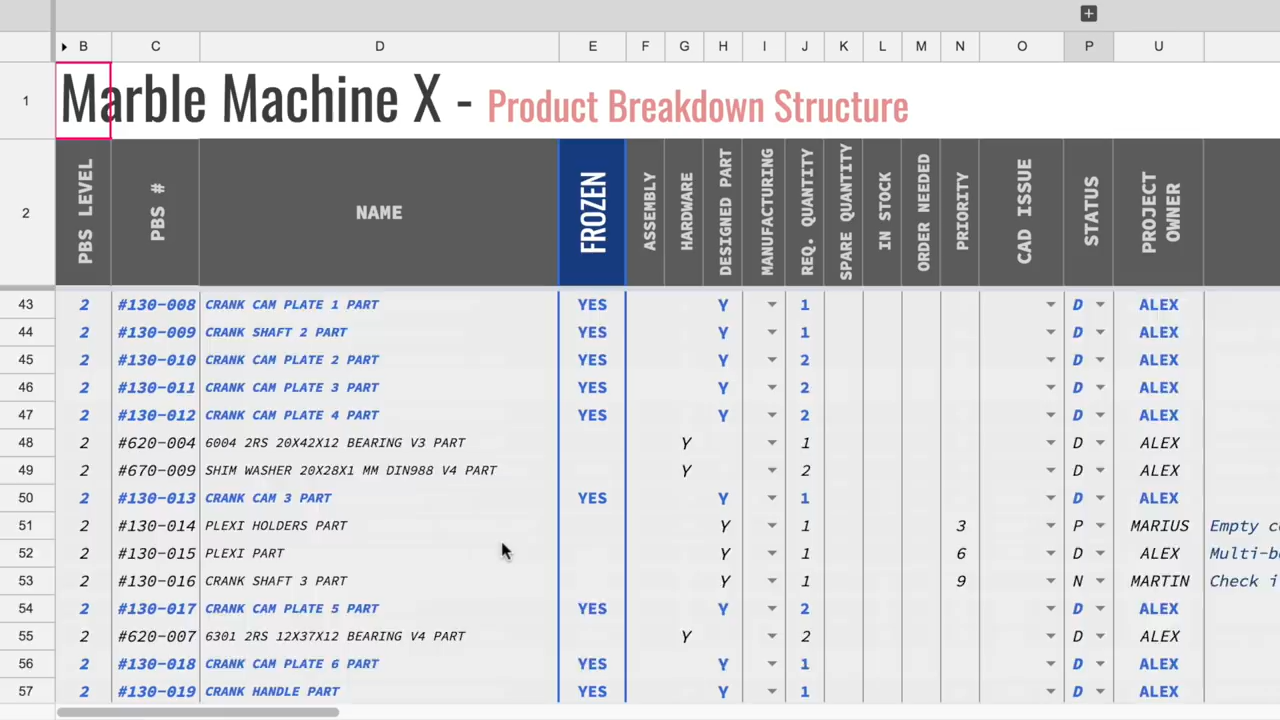 B C D E F G H I J K L M N O P U
1 Marble Machine X - Product Breakdown Structure
2 PBS LEVEL PBS # NAME FROZEN ASSEMBLY HARDWARE DESIGNED PART MANUFACTURING REQ. QUANTITY SPARE QUANTITY IN STOCK ORDER NEEDED PRIORITY CAD ISSUE STATUS PROJECT OWNER
43 2 #130-008 CRANK CAM PLATE 1 PART YES Y 1 D ALEX
44 2 #130-009 CRANK SHAFT 2 PART YES Y 1 D ALEX
45 2 #130-010 CRANK CAM PLATE 2 PART YES Y 2 D ALEX
46 2 #130-011 CRANK CAM PLATE 3 PART YES Y 2 D ALEX
47 2 #130-012 CRANK CAM PLATE 4 PART YES Y 2 D ALEX
48 2 #620-004 6004 2RS 20X42X12 BEARING V3 PART Y 1 D ALEX
49 2 #670-009 SHIM WASHER 20X28X1 MM DIN988 V4 PART Y 2 D ALEX
50 2 #130-013 CRANK CAM 3 PART YES Y 1 D ALEX
51 2 #130-014 PLEXI HOLDERS PART Y 1 3 P MARIUS Empty
52 2 #130-015 PLEXI PART Y 1 6 D ALEX
53 2 #130-016 CRANK SHAFT 3 PART Y 1 9 N MARTIN Check
54 2 #130-017 CRANK CAM PLATE 5 PART YES Y 2 D ALEX
55 2 #620-007 6301 2RS 12X37X12 BEARING V4 PART Y 2 D ALEX
56 2 #130-018 CRANK CAM PLATE 6 PART YES Y 1 D ALEX
57 2 #130-019 CRANK HANDLE PART YES Y 1 D ALEX